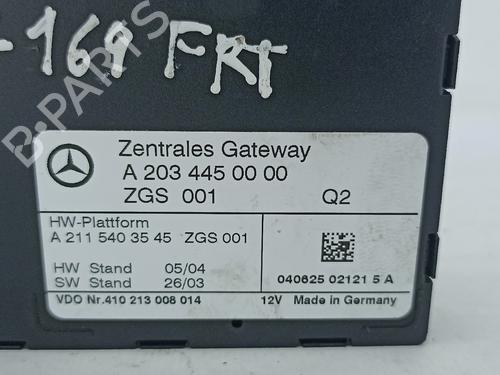 -169 FRT
B-PARTS
Zentrales Gateway
A 203 445 00 00
ZGS 001 Q2
HW-Plattform
A 211 540 35 45 ZGS 001
HW Stand 05/04
SW Stand 26/03
040625 02121 5 A
VDO Nr.410 213 008 014 12V Made in Germany